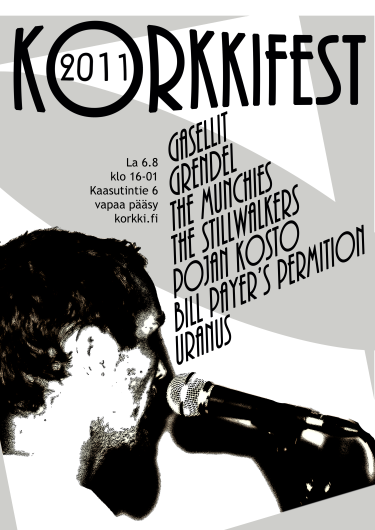 KORKKIFEST
2011
La 6.8
klo 16-01
Kaasutintie 6
vapaa pääsy
korkki.fi
GASELLIT
GRENDEL
THE MUNCHIES
THE STILLWALKERS
POJAN KOSTO
BILL PAYER'S PERMITION
URANUS